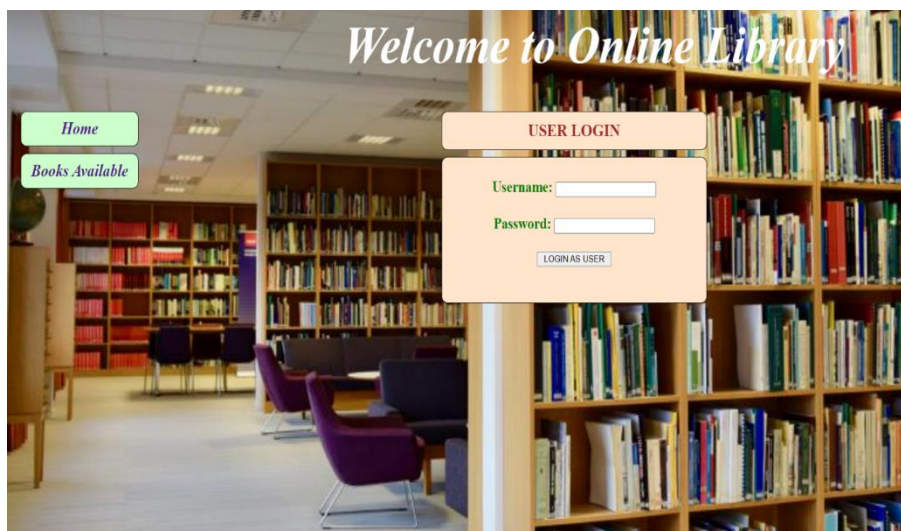 Welcome to Online Library
Home
Books Available
USER LOGIN
Username:
Password:
LOGIN AS USER